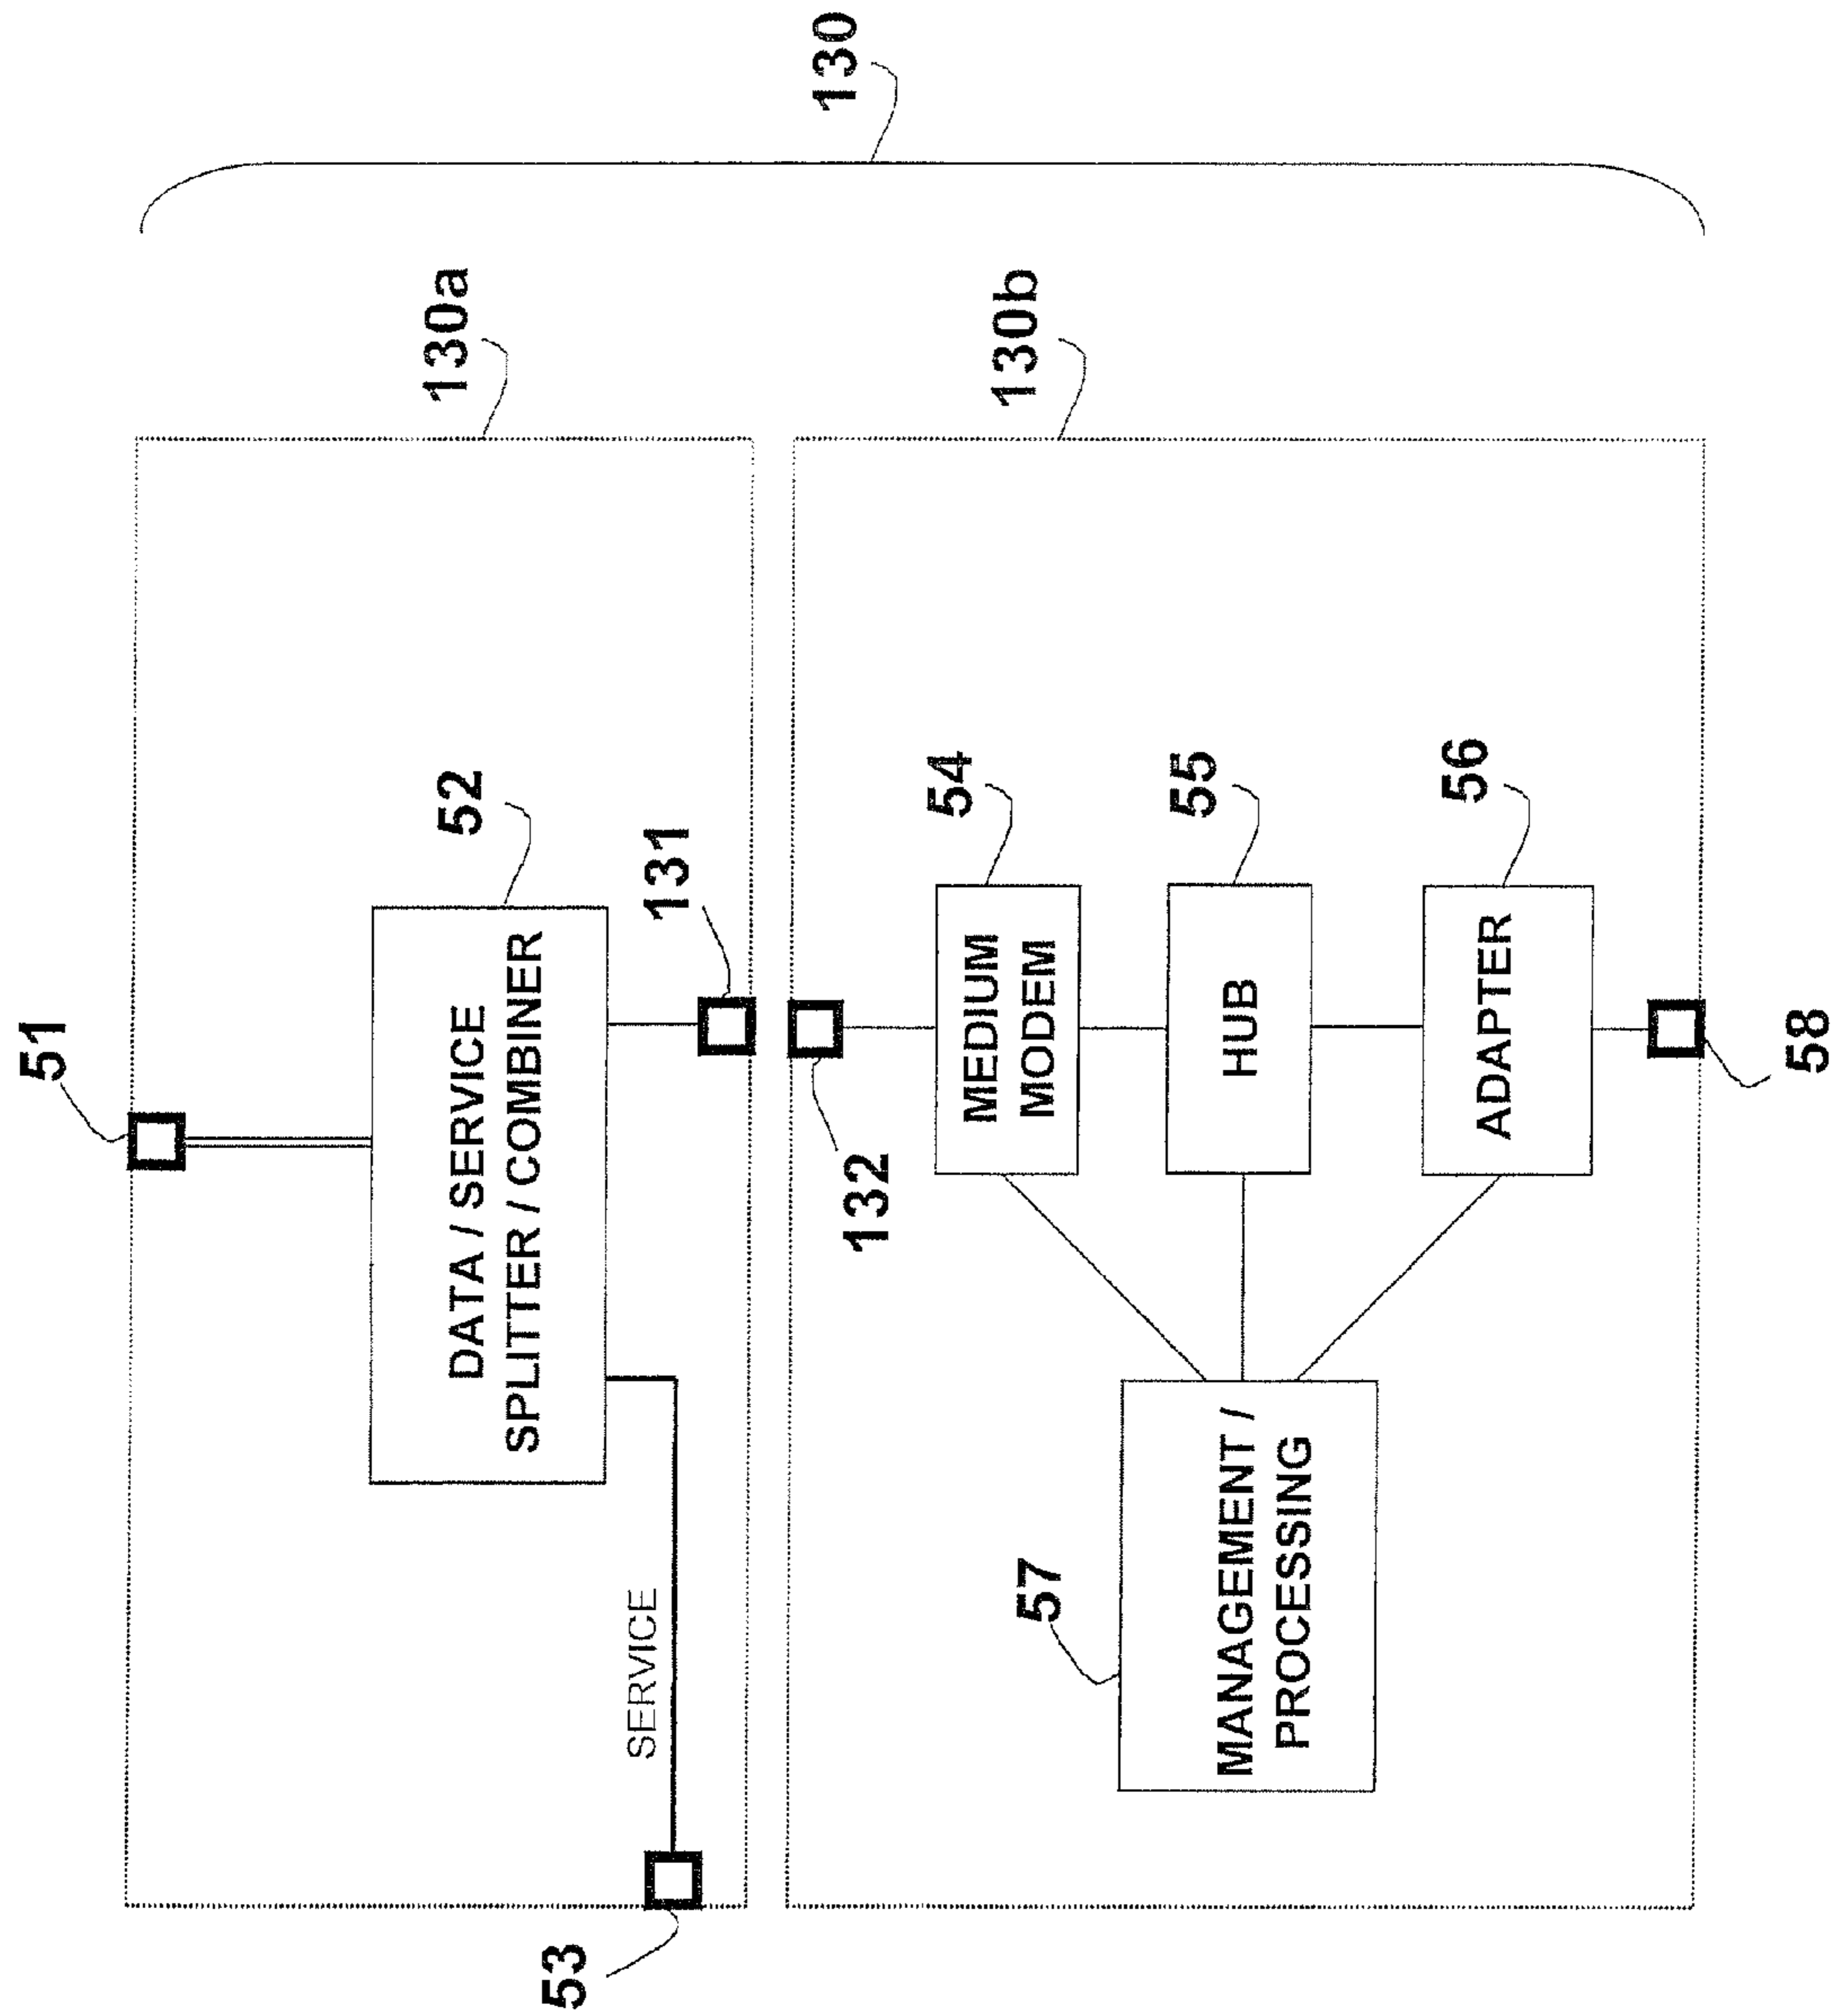 130
130a
130b
52
131
51
DATA / SERVICE
SPLITTER / COMBINER
SERVICE
53
54
55
56
132
MEDIUM
MODEM
HUB
ADAPTER
58
57
MANAGEMENT /
PROCESSING